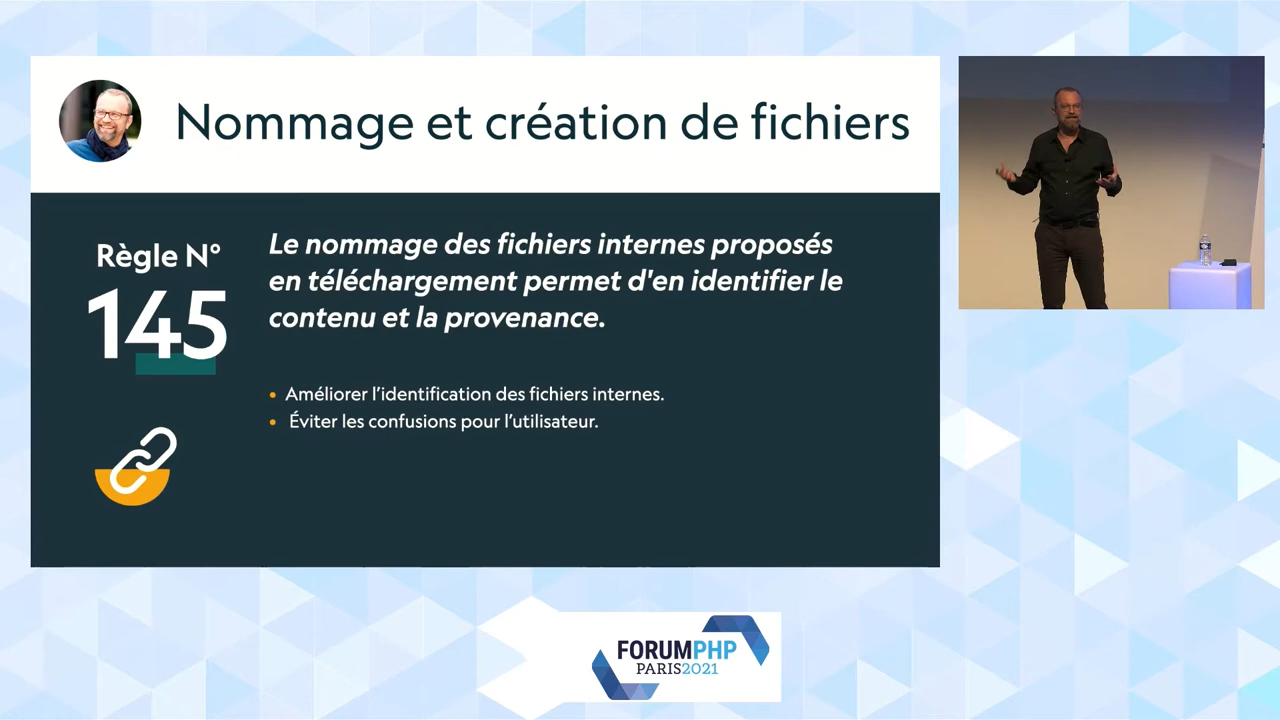 Nommage et création de fichiers
Règle N°
145
Le nommage des fichiers internes proposés
en téléchargement permet d'en identifier le
contenu et la provenance.
• Améliorer l'identification des fichiers internes.
• Éviter les confusions pour l'utilisateur.
FORUMPHP
PARIS2021